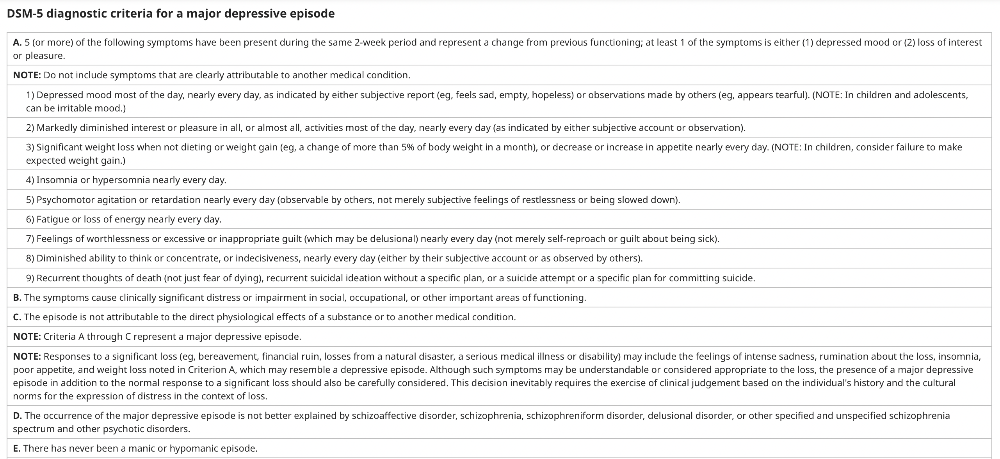 DSM-5 diagnostic criteria for a major depressive episode
A. 5 (or more) of the following symptoms have been present during the same 2-week period and represent a change from previous functioning; at least 1 of the symptoms is either (1) depressed mood or (2) loss of interest
or pleasure.
NOTE: Do not include symptoms that are clearly attributable to another medical condition.
1) Depressed mood most of the day, nearly every day, as indicated by either subjective report (eg, feels sad, empty, hopeless) or observations made by others (eg, appears tearful). (NOTE: In children and adolescents,
can be irritable mood.)
2) Markedly diminished interest or pleasure in all, or almost all, activities most of the day, nearly every day (as indicated by either subjective account or observation).
3) Significant weight loss when not dieting or weight gain (eg, a change of more than 5% of body weight in a month), or decrease or increase in appetite nearly every day. (NOTE: In children, consider failure to make
expected weight gain.)
4) Insomnia or hypersomnia nearly every day.
5) Psychomotor agitation or retardation nearly every day (observable by others, not merely subjective feelings of restlessness or being slowed down).
6) Fatigue or loss of energy nearly every day.
7) Feelings of worthlessness or excessive or inappropriate guilt (which may be delusional) nearly every day (not merely self-reproach or guilt about being sick).
8) Diminished ability to think or concentrate, or indecisiveness, nearly every day (either by their subjective account or as observed by others).
9) Recurrent thoughts of death (not just fear of dying), recurrent suicidal ideation without a specific plan, or a suicide attempt or a specific plan for committing suicide.
B. The symptoms cause clinically significant distress or impairment in social, occupational, or other important areas of functioning.
C. The episode is not attributable to the direct physiological effects of a substance or to another medical condition.
NOTE: Criteria A through C represent a major depressive episode.
NOTE: Responses to a significant loss (eg, bereavement, financial ruin, losses from a natural disaster, a serious medical illness or disability) may include the feelings of intense sadness, rumination about the loss, insomnia,
poor appetite, and weight loss noted in Criterion A, which may resemble a depressive episode. Although such symptoms may be understandable or considered appropriate to the loss, the presence of a major depressive
episode in addition to the normal response to a significant loss should also be carefully considered. This decision inevitably requires the exercise of clinical judgement based on the individual's history and the cultural
norms for the expression of distress in the context of loss.
D. The occurrence of the major depressive episode is not better explained by schizoaffective disorder, schizophrenia, schizophreniform disorder, delusional disorder, or other specified and unspecified schizophrenia
spectrum and other psychotic disorders.
E. There has never been a manic or hypomanic episode.